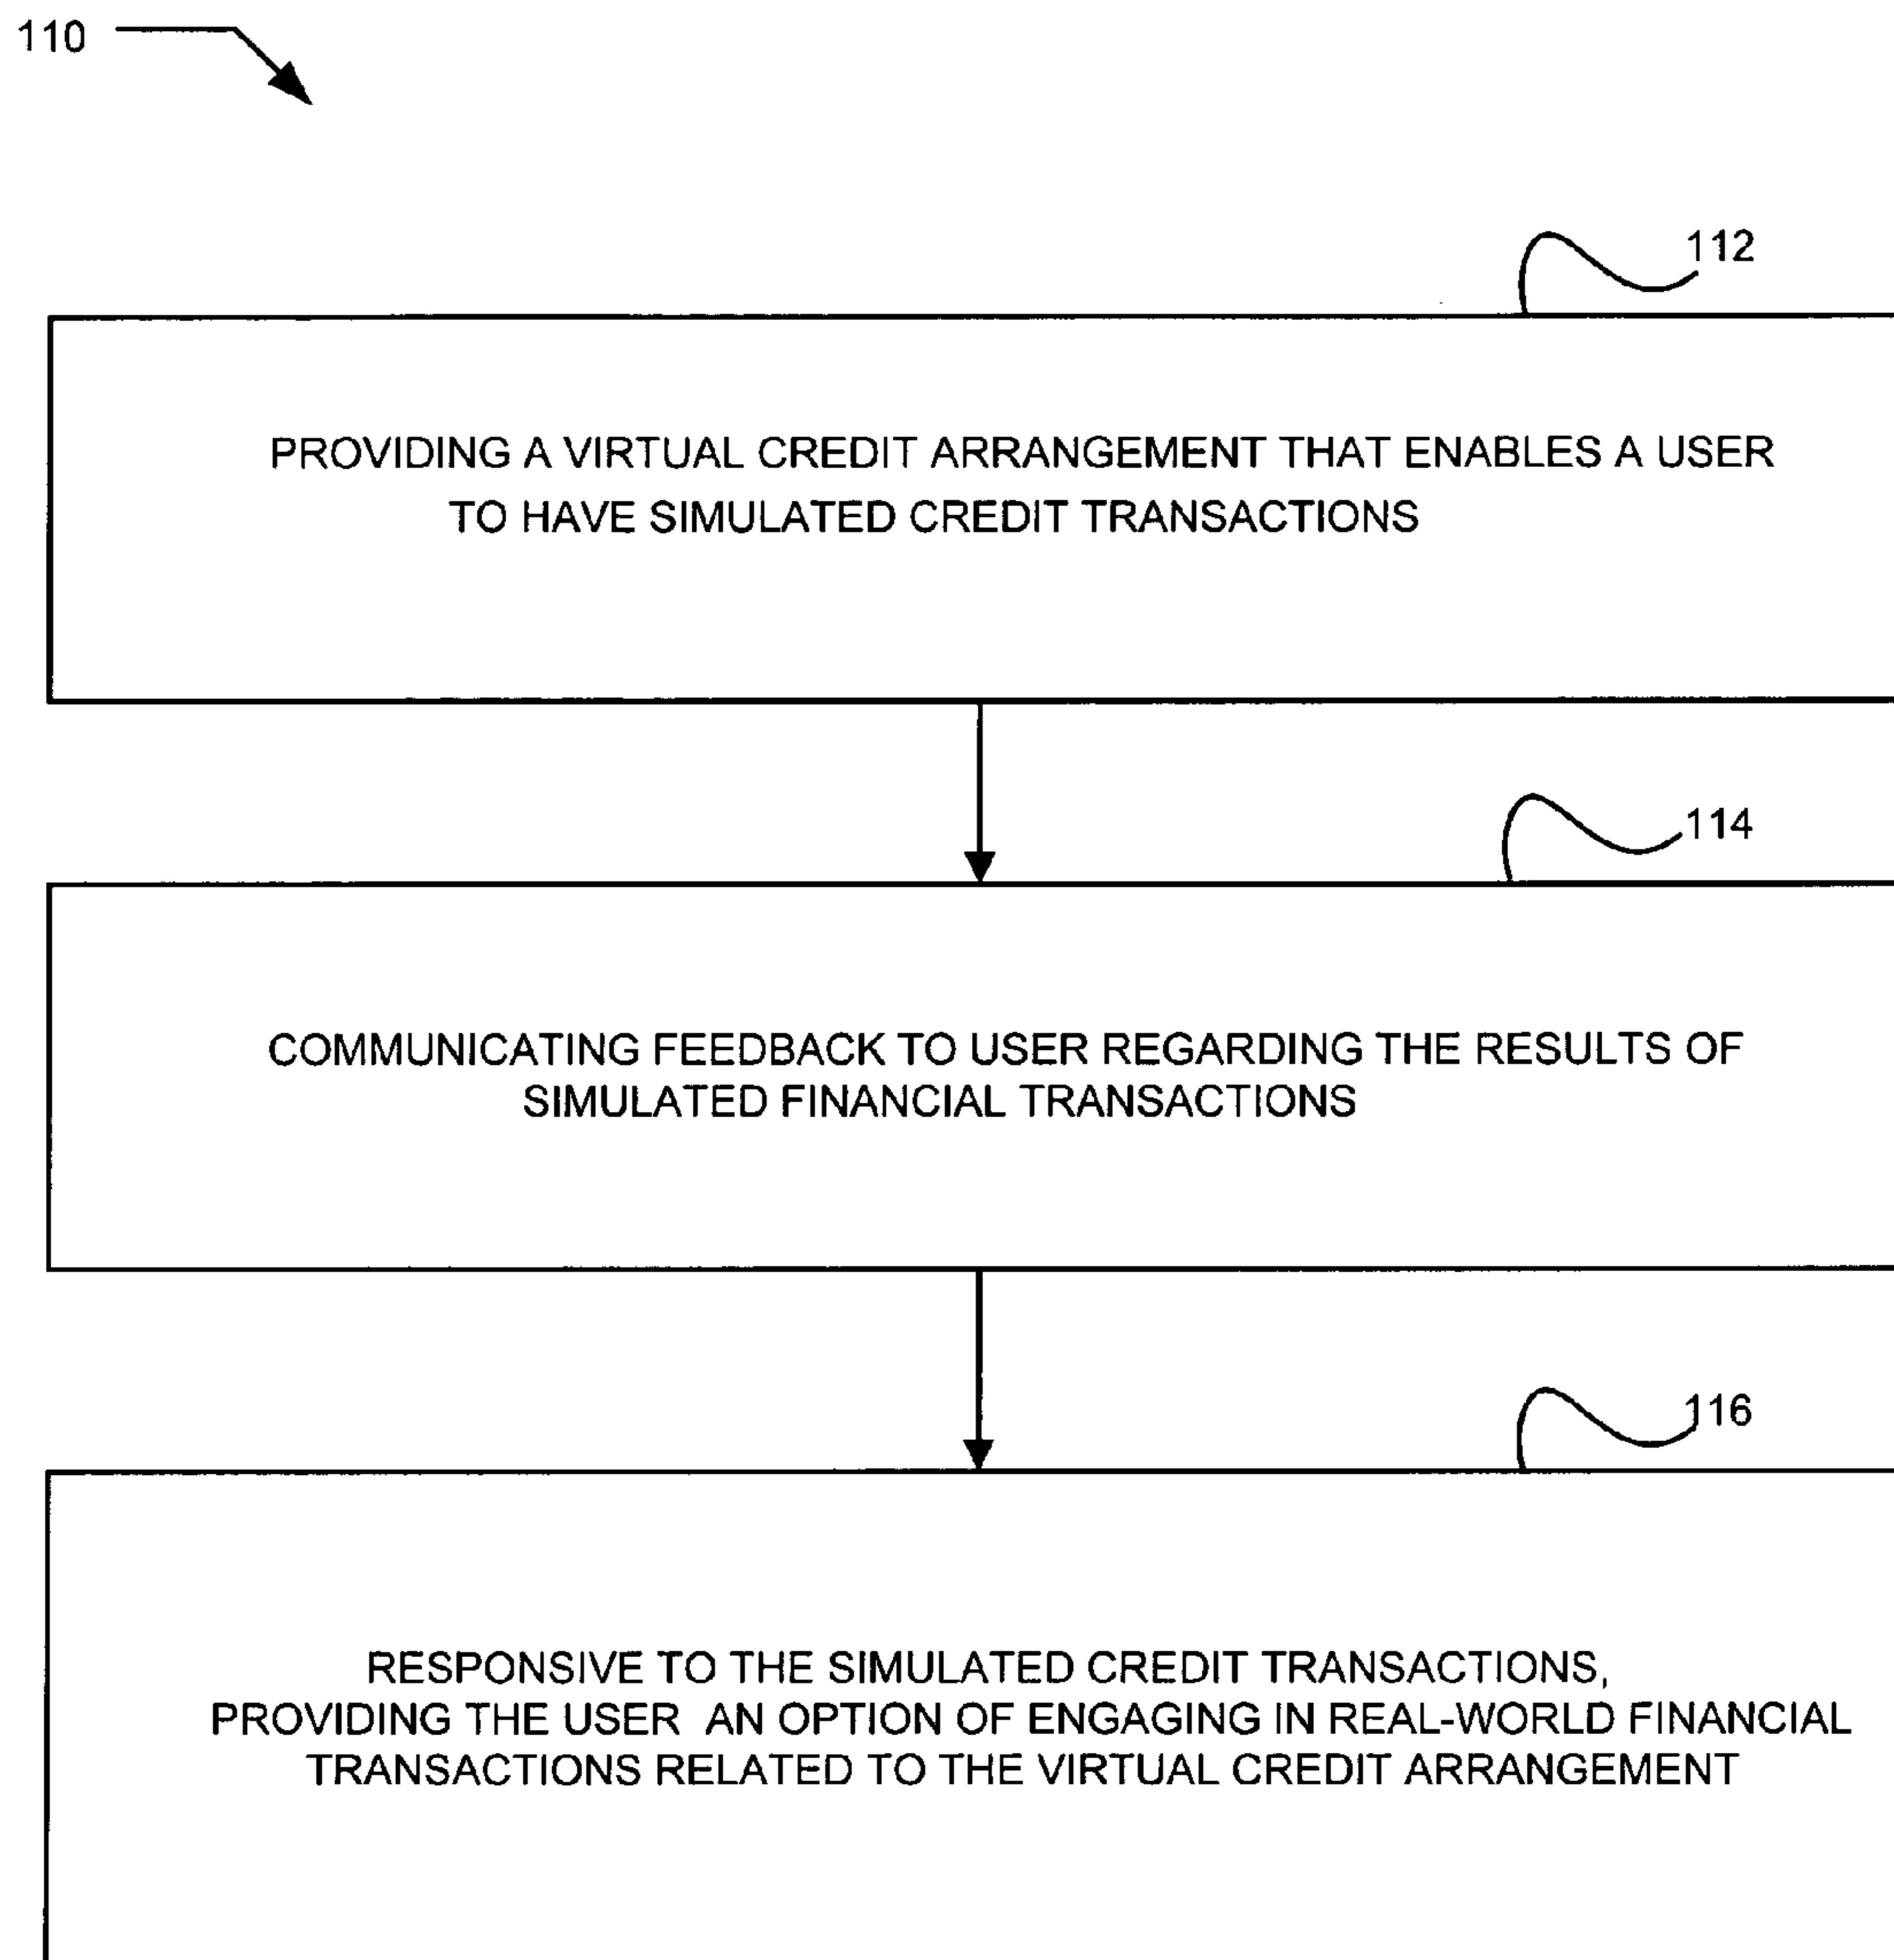 110
112
PROVIDING A VIRTUAL CREDIT ARRANGEMENT THAT ENABLES A USER
TO HAVE SIMULATED CREDIT TRANSACTIONS
114
COMMUNICATING FEEDBACK TO USER REGARDING THE RESULTS OF
SIMULATED FINANCIAL TRANSACTIONS
116
RESPONSIVE TO THE SIMULATED CREDIT TRANSACTIONS,
PROVIDING THE USER AN OPTION OF ENGAGING IN REAL-WORLD FINANCIAL
TRANSACTIONS RELATED TO THE VIRTUAL CREDIT ARRANGEMENT